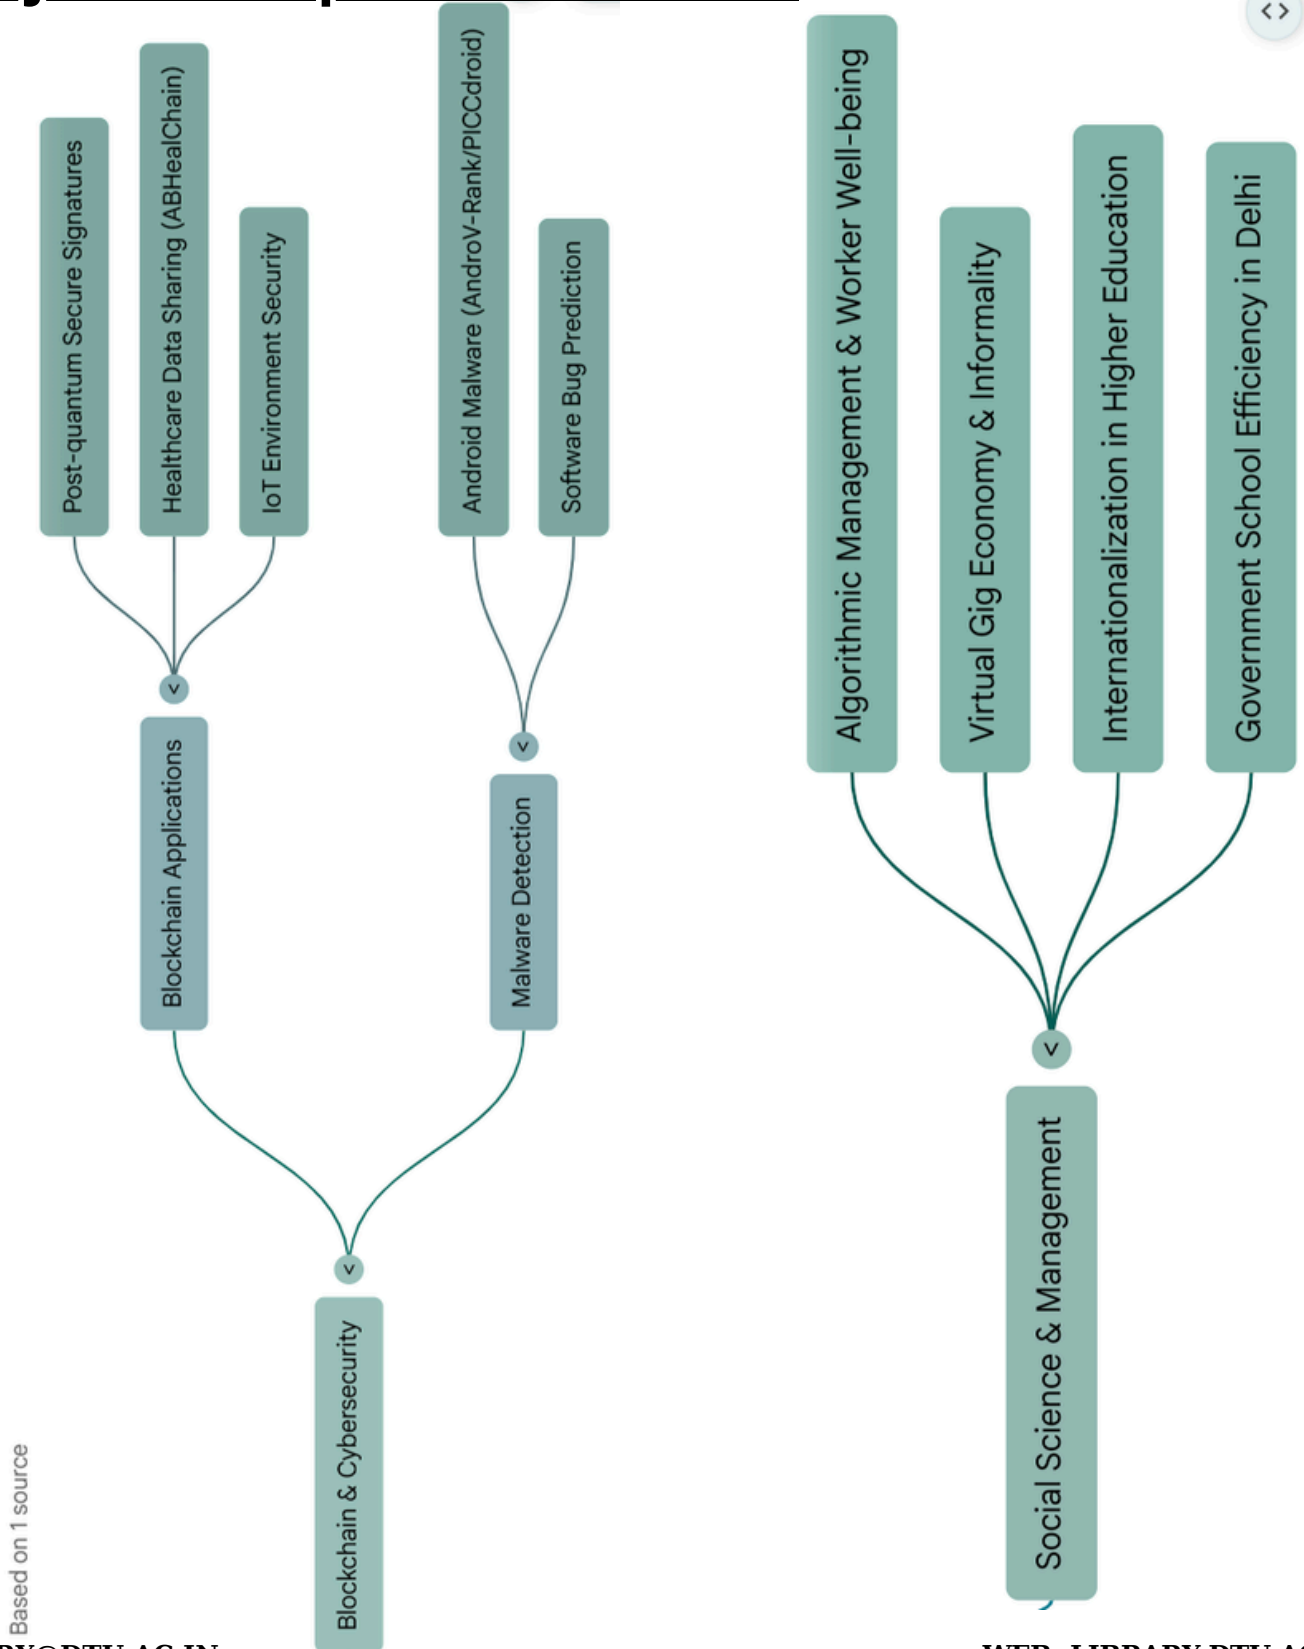 Based on 1 source
Blockchain & Cybersecurity
Blockchain Applications
Post-quantum Secure Signatures
Healthcare Data Sharing (ABHealChain)
IoT Environment Security
Malware Detection
Android Malware (AndroV-Rank/PICCdroid)
Software Bug Prediction
Social Science & Management
Algorithmic Management & Worker Well-being
Virtual Gig Economy & Informality
Internationalization in Higher Education
Government School Efficiency in Delhi